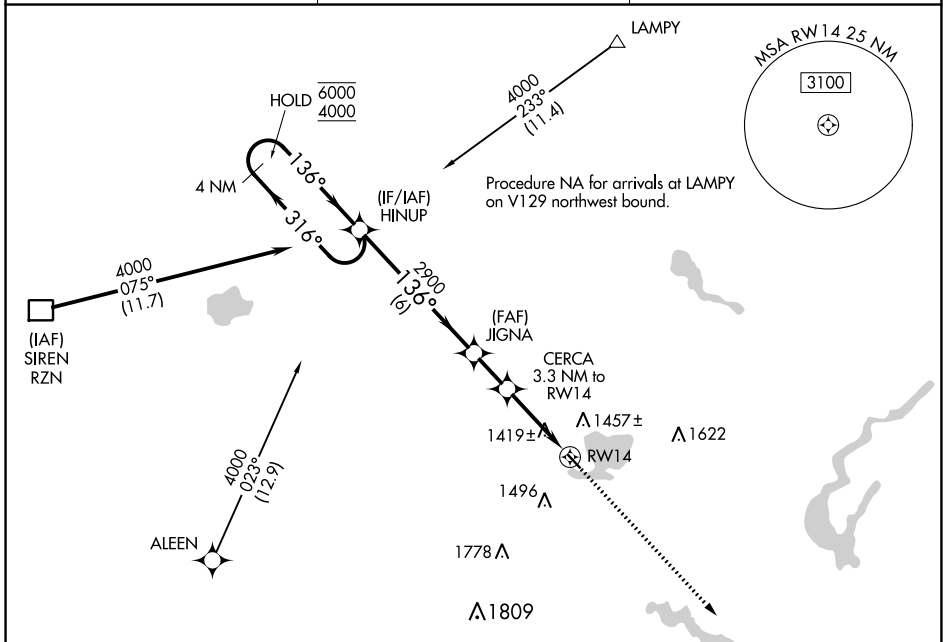 LAMPY
MSA RW14 25 NM
3100
HOLD 6000
4000
4000
233°
(11.4)
136°
4 NM
316°
(IF/IAF)
HINUP
Procedure NA for arrivals at LAMPY
on V129 northwest bound.
4000
075°
(11.7)
2900
136°
(6)
(IAF)
SIREN
RZN
(FAF)
JIGNA
CERCA
3.3 NM to
RW14
1419±
1457±
1622
RW14
4000
023°
(12.9)
1496
ALEEN
1778
1809